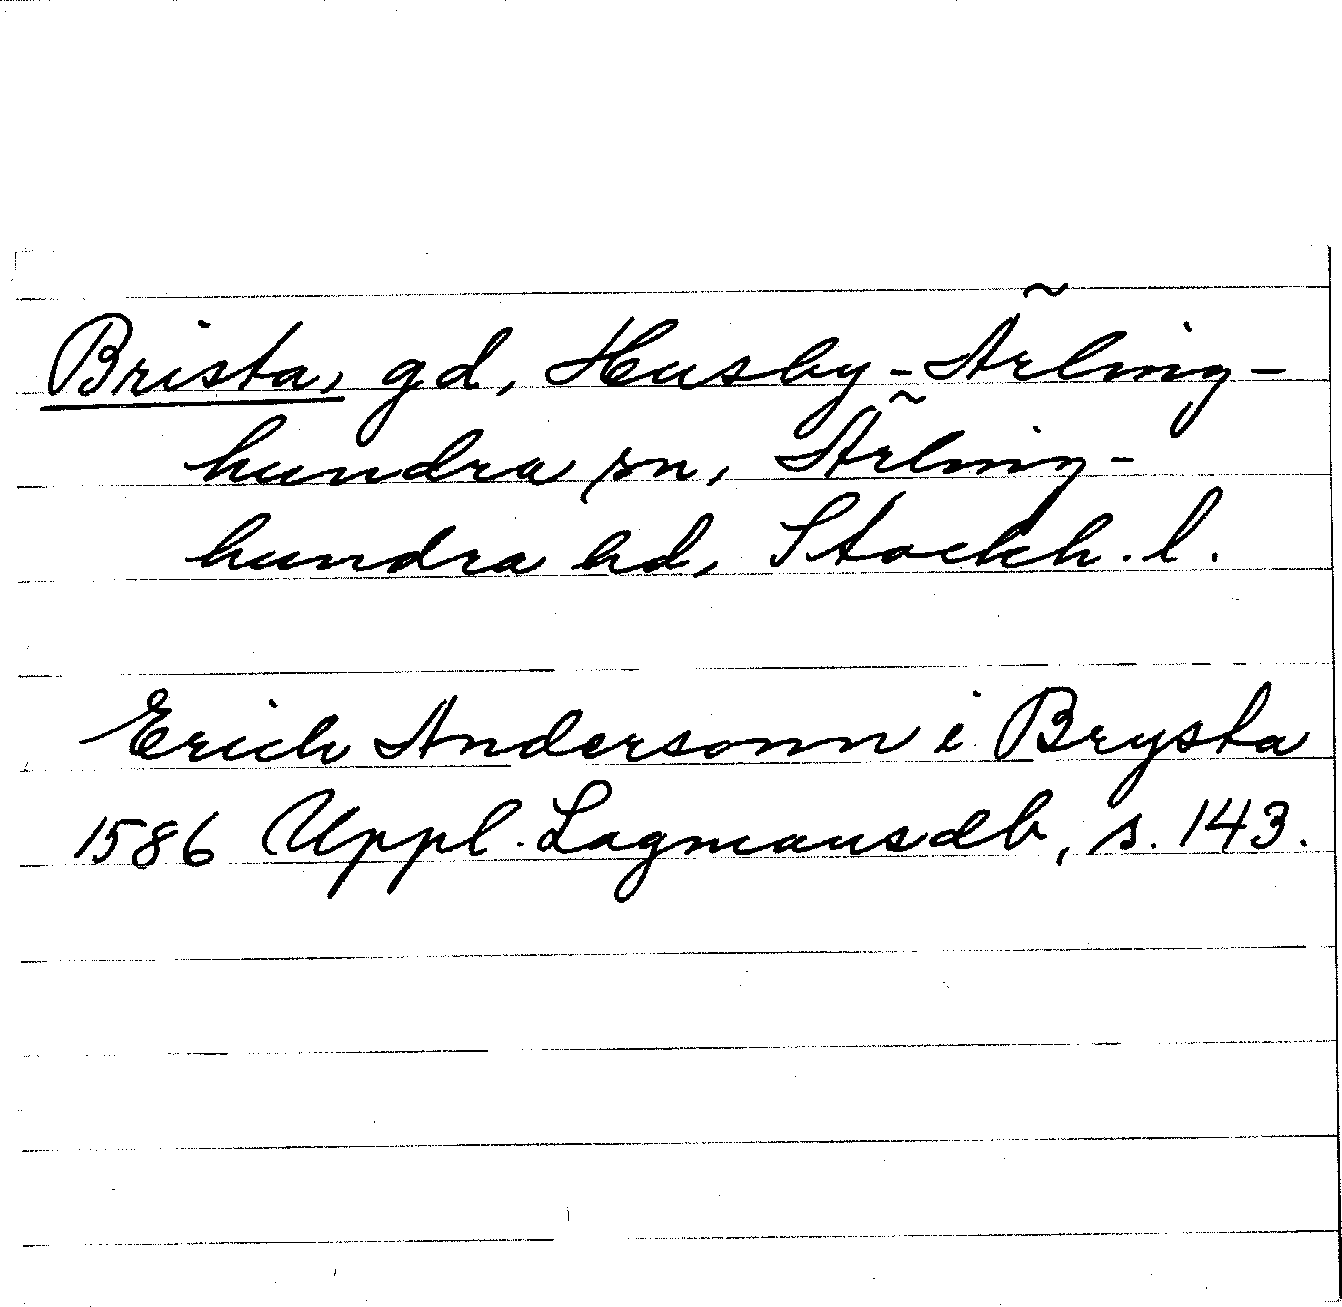 Brista, gd, Husby-Ärling-
hundra sn, Ärling-
hundra hd, Stockh. l.
Erich Andersonn i Brysta
1586 Uppl. Lagmansdb, s. 143.